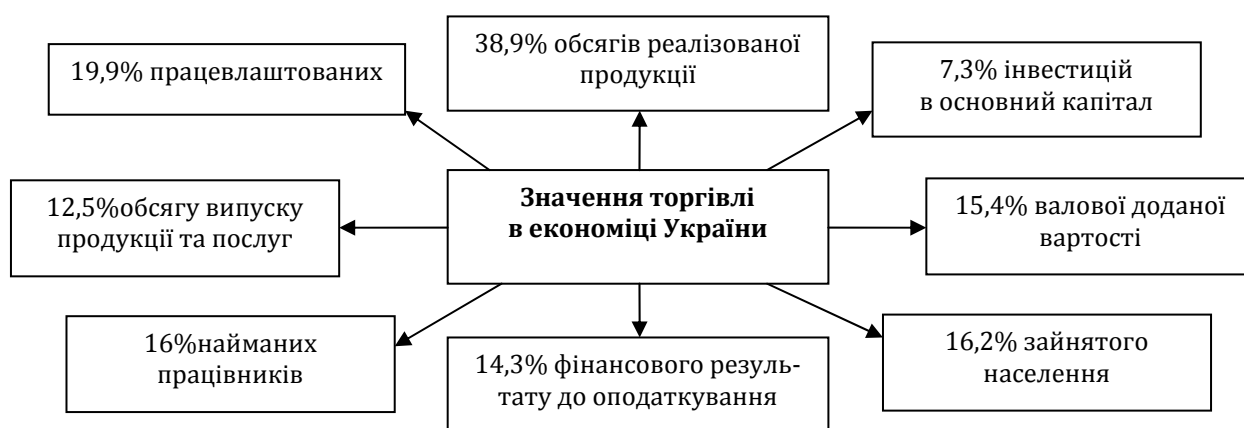 38,9% обсягів реалізованої
продукції
19,9% працевлаштованих
7,3% інвестицій
в основний капітал
Значення торгівлі
в економіці України
12,5%обсягу випуску
продукції та послуг
15,4% валової доданої
вартості
16%найманих
працівників
14,3% фінансового резуль-
тату до оподаткування
16,2% зайнятого
населення